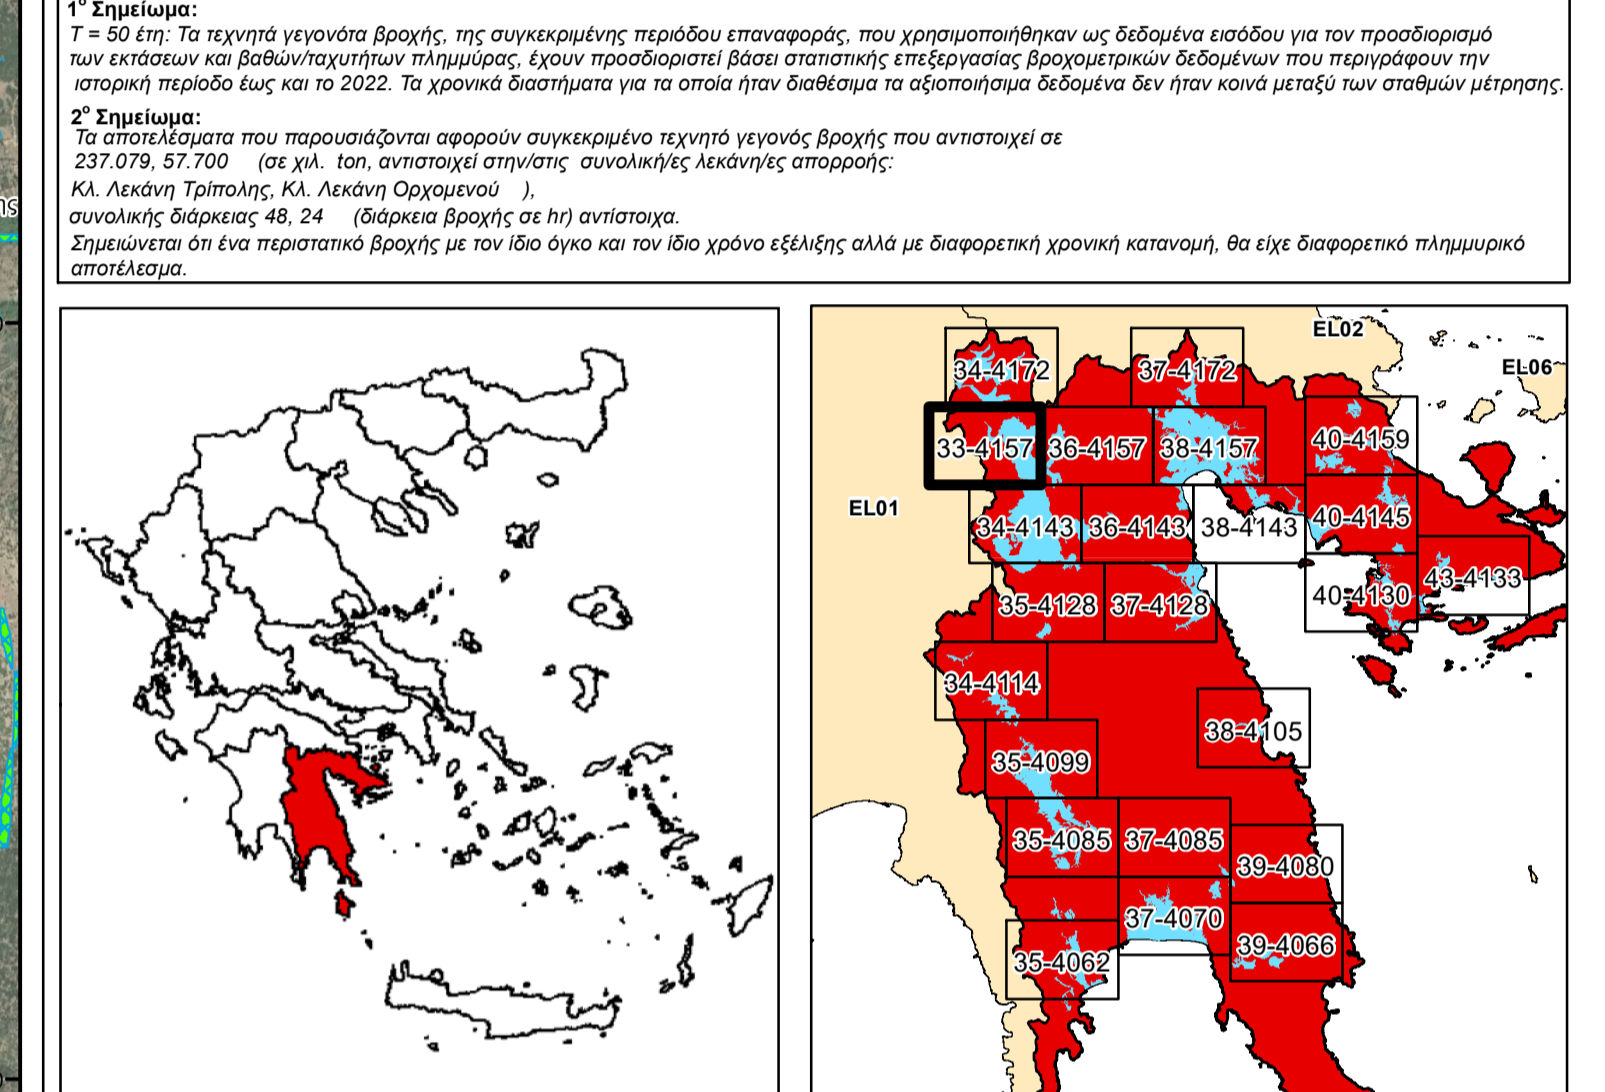 1ο Σημείωμα:
T = 50 έτη: Τα τεχνητά γεγονότα βροχής, της συγκεκριμένης περιόδου επαναφοράς, που χρησιμοποιήθηκαν ως δεδομένα εισόδου για τον προσδιορισμό
των εκτάσεων και βαθών/ταχυτήτων πλημμύρας, έχουν προσδιοριστεί βάσει στατιστικής επεξεργασίας βροχομετρικών δεδομένων που περιγράφουν την
ιστορική περίοδο έως και το 2022. Τα χρονικά διαστήματα για τα οποία ήταν διαθέσιμα τα αξιοποιήσιμα δεδομένα δεν ήταν κοινά μεταξύ των σταθμών μέτρησης.
2ο Σημείωμα:
Τα αποτελέσματα που παρουσιάζονται αφορούν συγκεκριμένο τεχνητό γεγονός βροχής που αντιστοιχεί σε
237.079, 57.700 (σε χιλ. ton, αντιστοιχεί στην/στις συνολική/ες λεκάνη/ες απορροής:
Κλ. Λεκάνη Τρίπολης, Κλ. Λεκάνη Ορχομενού ),
συνολικής διάρκειας 48, 24 (διάρκεια βροχής σε hr) αντίστοιχα.
Σημειώνεται ότι ένα περιστατικό βροχής με τον ίδιο όγκο και τον ίδιο χρόνο εξέλιξης αλλά με διαφορετική χρονική κατανομή, θα είχε διαφορετικό πλημμυρικό
αποτέλεσμα.
ης
EL02
EL06
34-4172 37-4172
33-4157 36-4157 38-4157 40-4159
EL01
34-4143 36-4143 38-4143 40-4145
35-4128 37-4128 40-4130 43-4133
34-4114
38-4105
35-4099
35-4085 37-4085
39-4080
37-4070
39-4066
35-4062